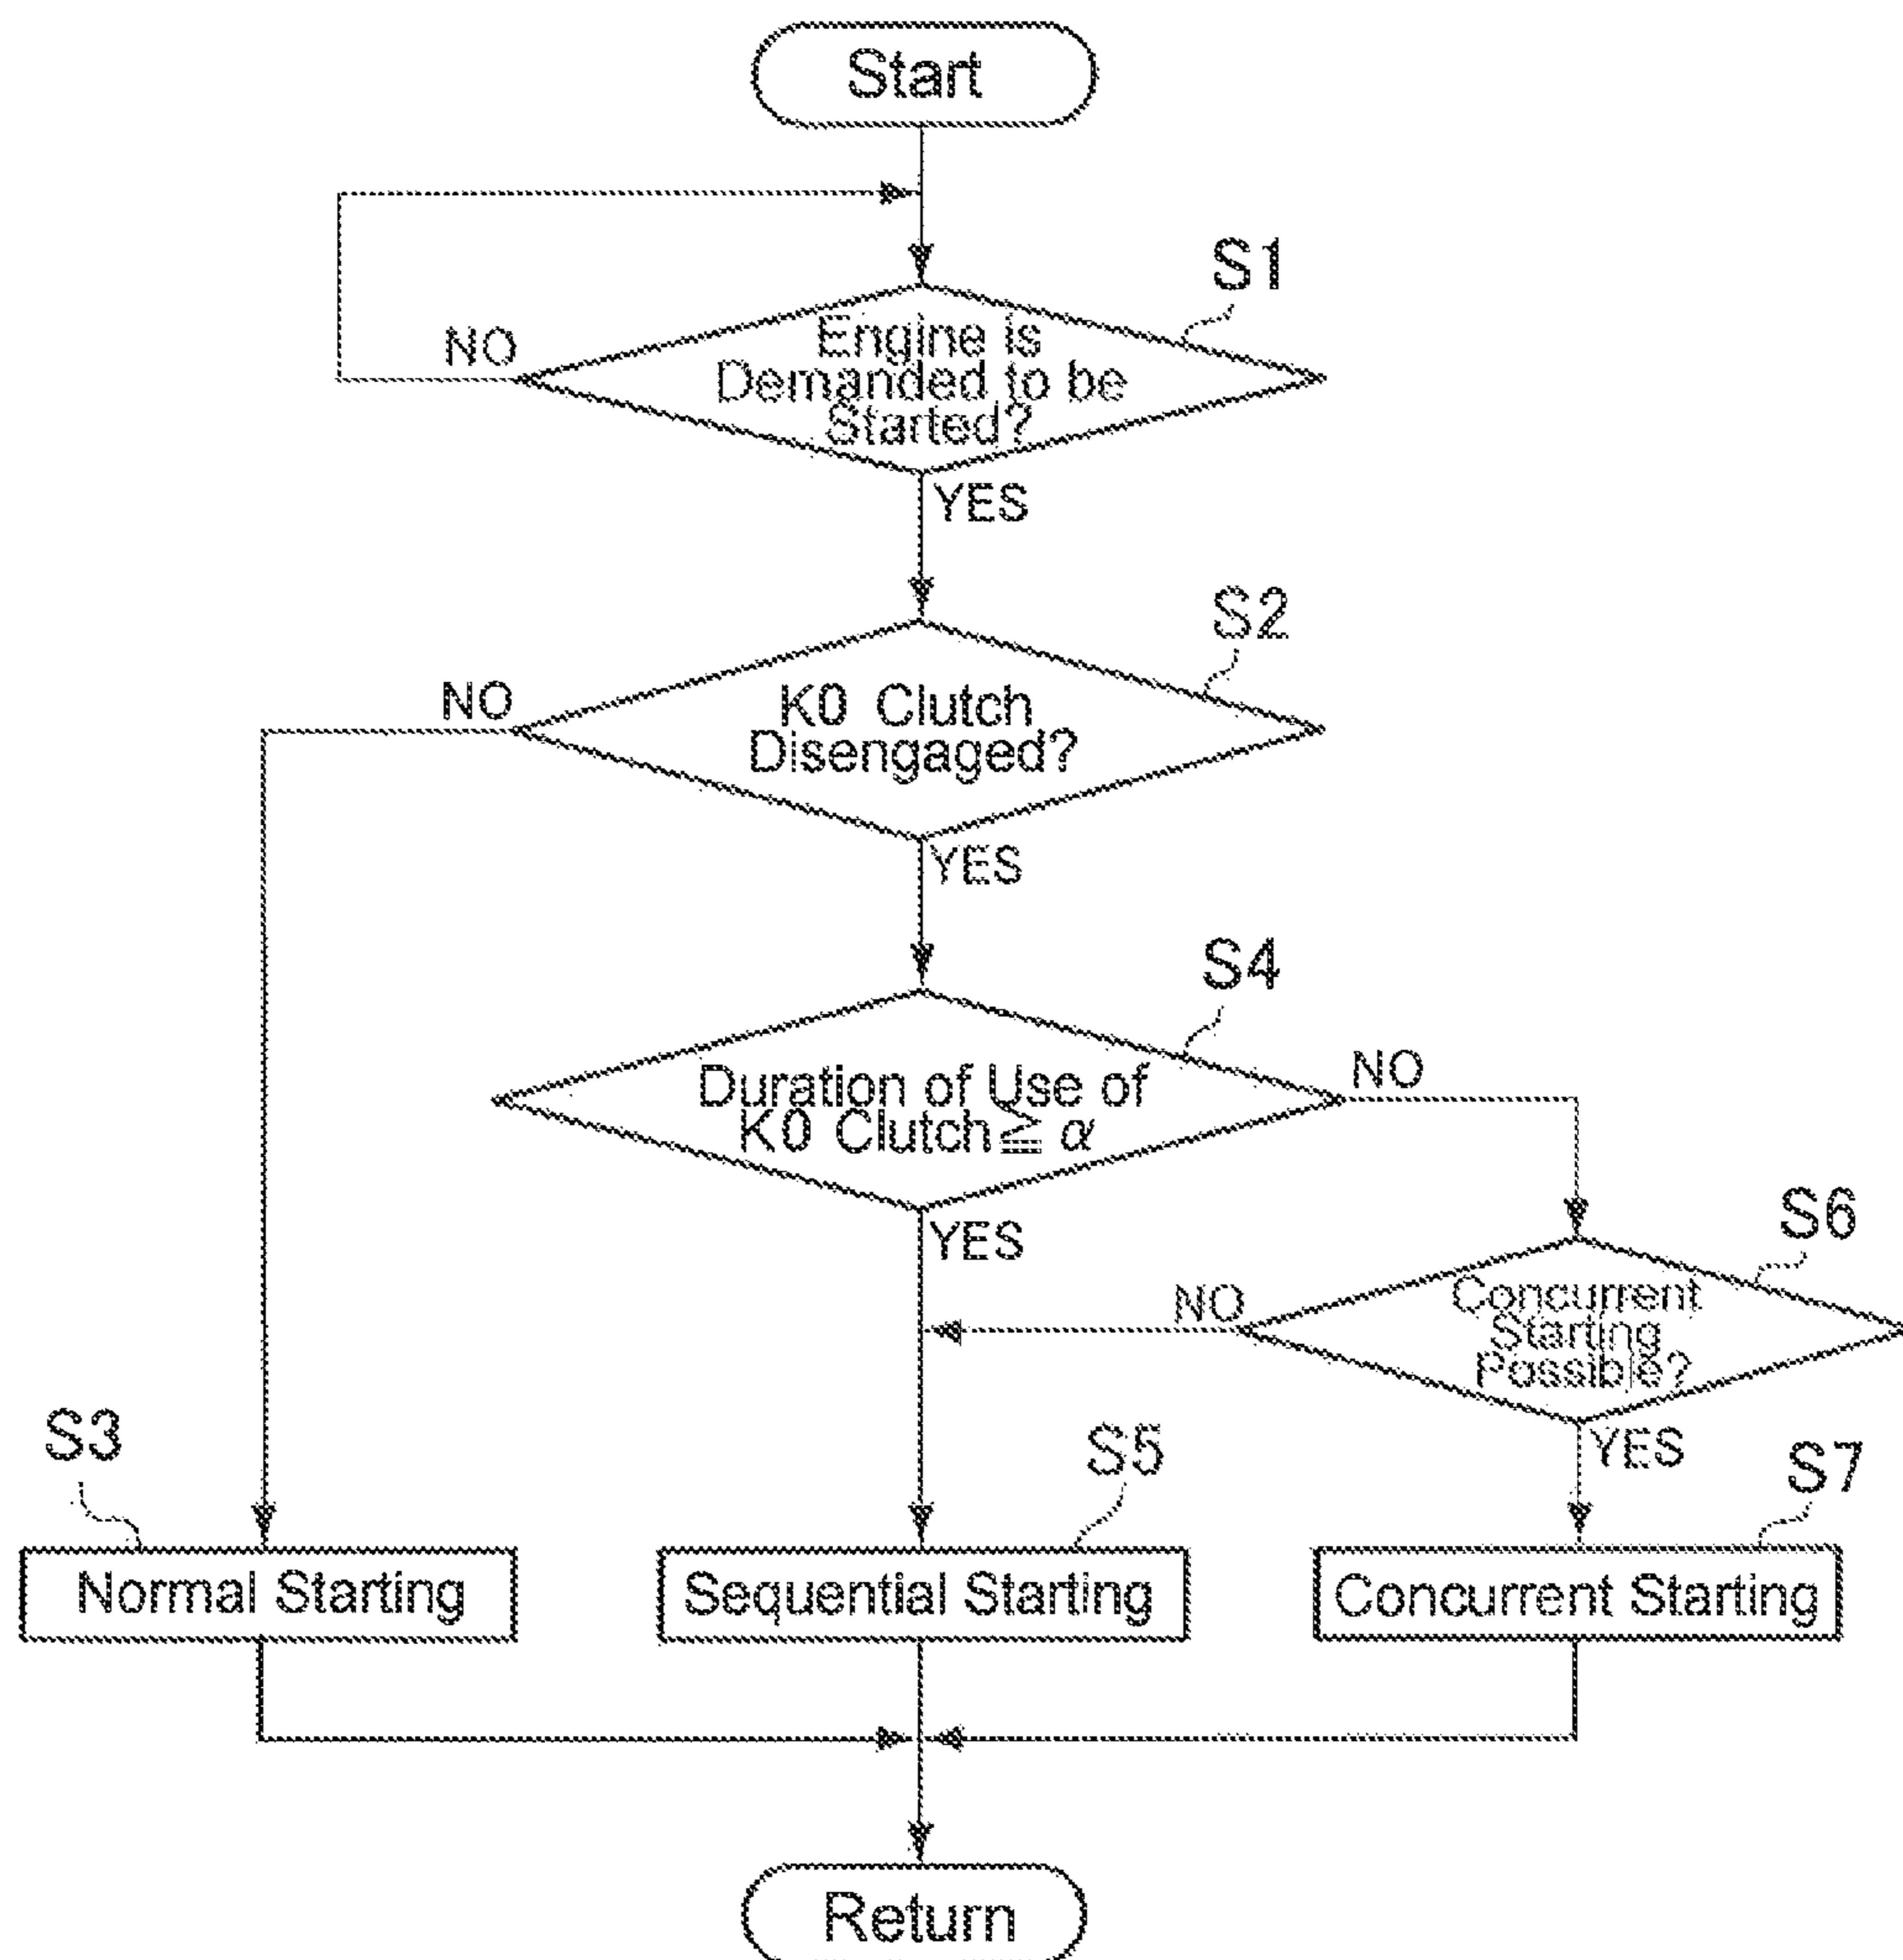 Start
S1
NO
Engine is
Demanded to be
Started?
YES
S2
NO
K0 Clutch
Disengaged?
YES
S4
NO
Duration of Use of
K0 Clutch ≧ α
YES
S6
NO
Concurrent
Starting
Possible?
YES
S3
S5
S7
Normal Starting
Sequential Starting
Concurrent Starting
Return